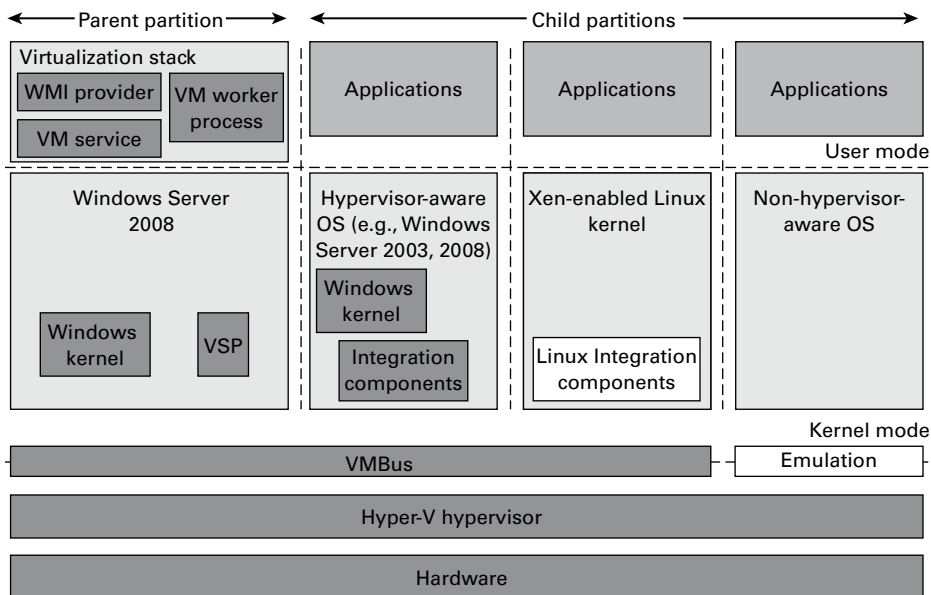 Parent partition
Child partitions
Virtualization stack
WMI provider
VM service
VM worker
process
Applications
Applications
Applications
User mode
Windows Server
2008
Windows
kernel
VSP
Hypervisor-aware
OS (e.g., Windows
Server 2003, 2008)
Windows
kernel
Integration
components
Xen-enabled Linux
kernel
Linux Integration
components
Non-hypervisor-
aware OS
Kernel mode
VMBus
Emulation
Hyper-V hypervisor
Hardware